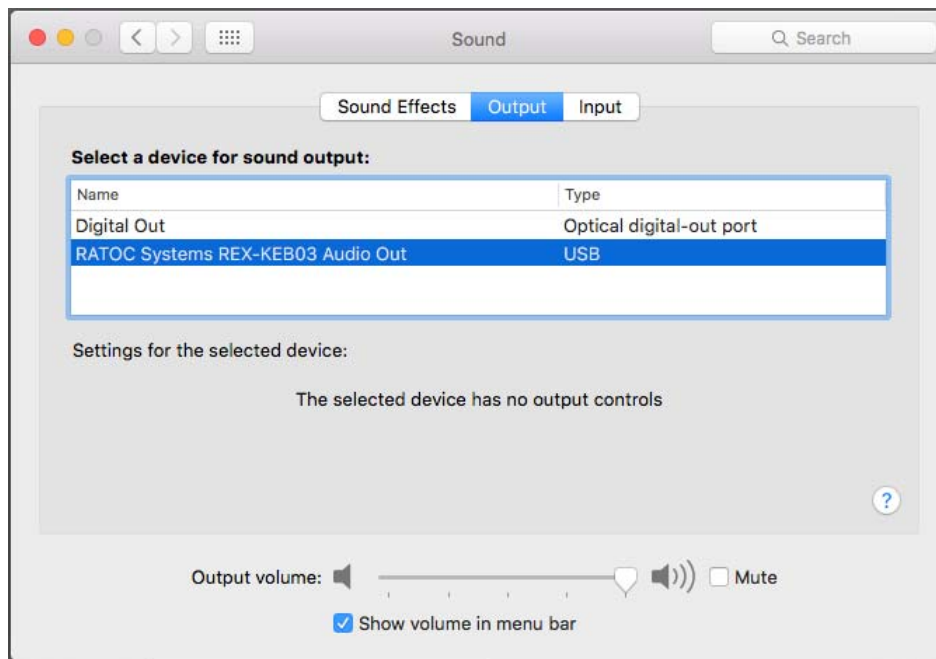 Sound
Search
Sound Effects Output Input
Select a device for sound output:
Name Type
Digital Out Optical digital-out port
RATOC Systems REX-KEB03 Audio Out USB
Settings for the selected device:
The selected device has no output controls
?
Output volume: Mute
Show volume in menu bar